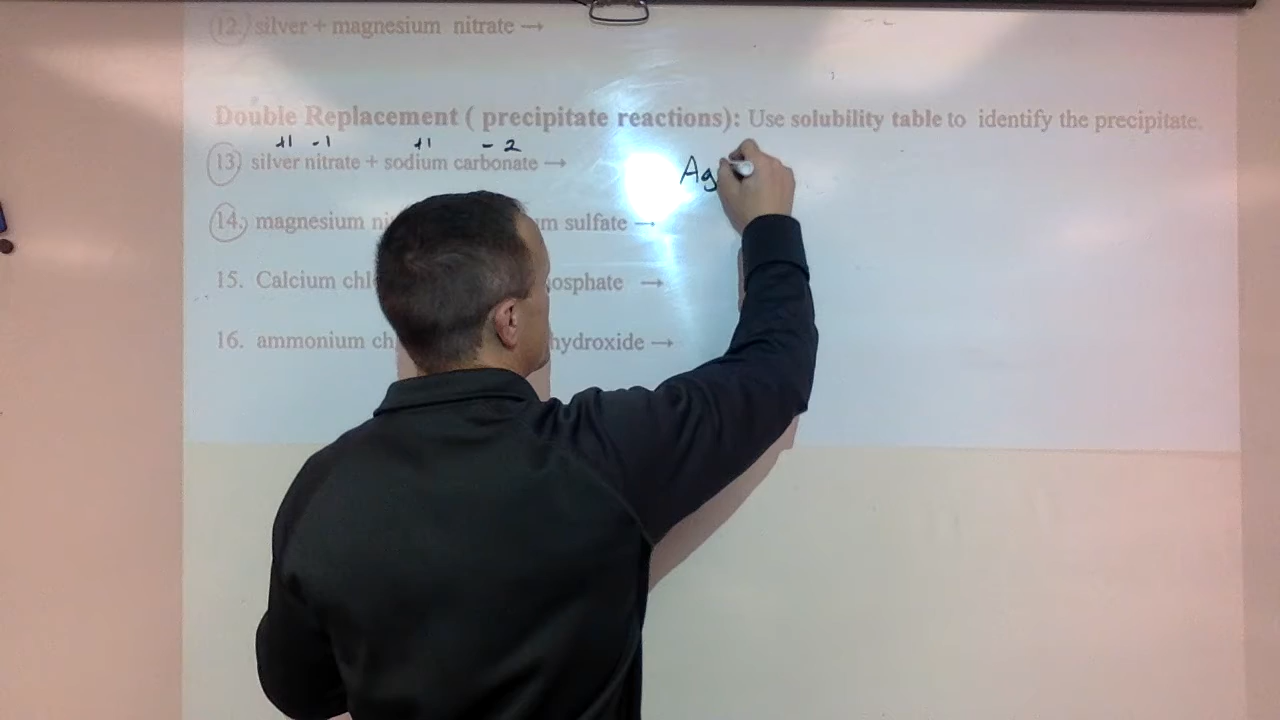 12. silver + magnesium nitrate →
Double Replacement ( precipitate reactions): Use solubility table to identify the precipitate.
+1 -1 +1 -2
13) silver nitrate + sodium carbonate →
Ag
14. magnesium sulfate →
15. Calcium →
16. ammonium hydroxide →